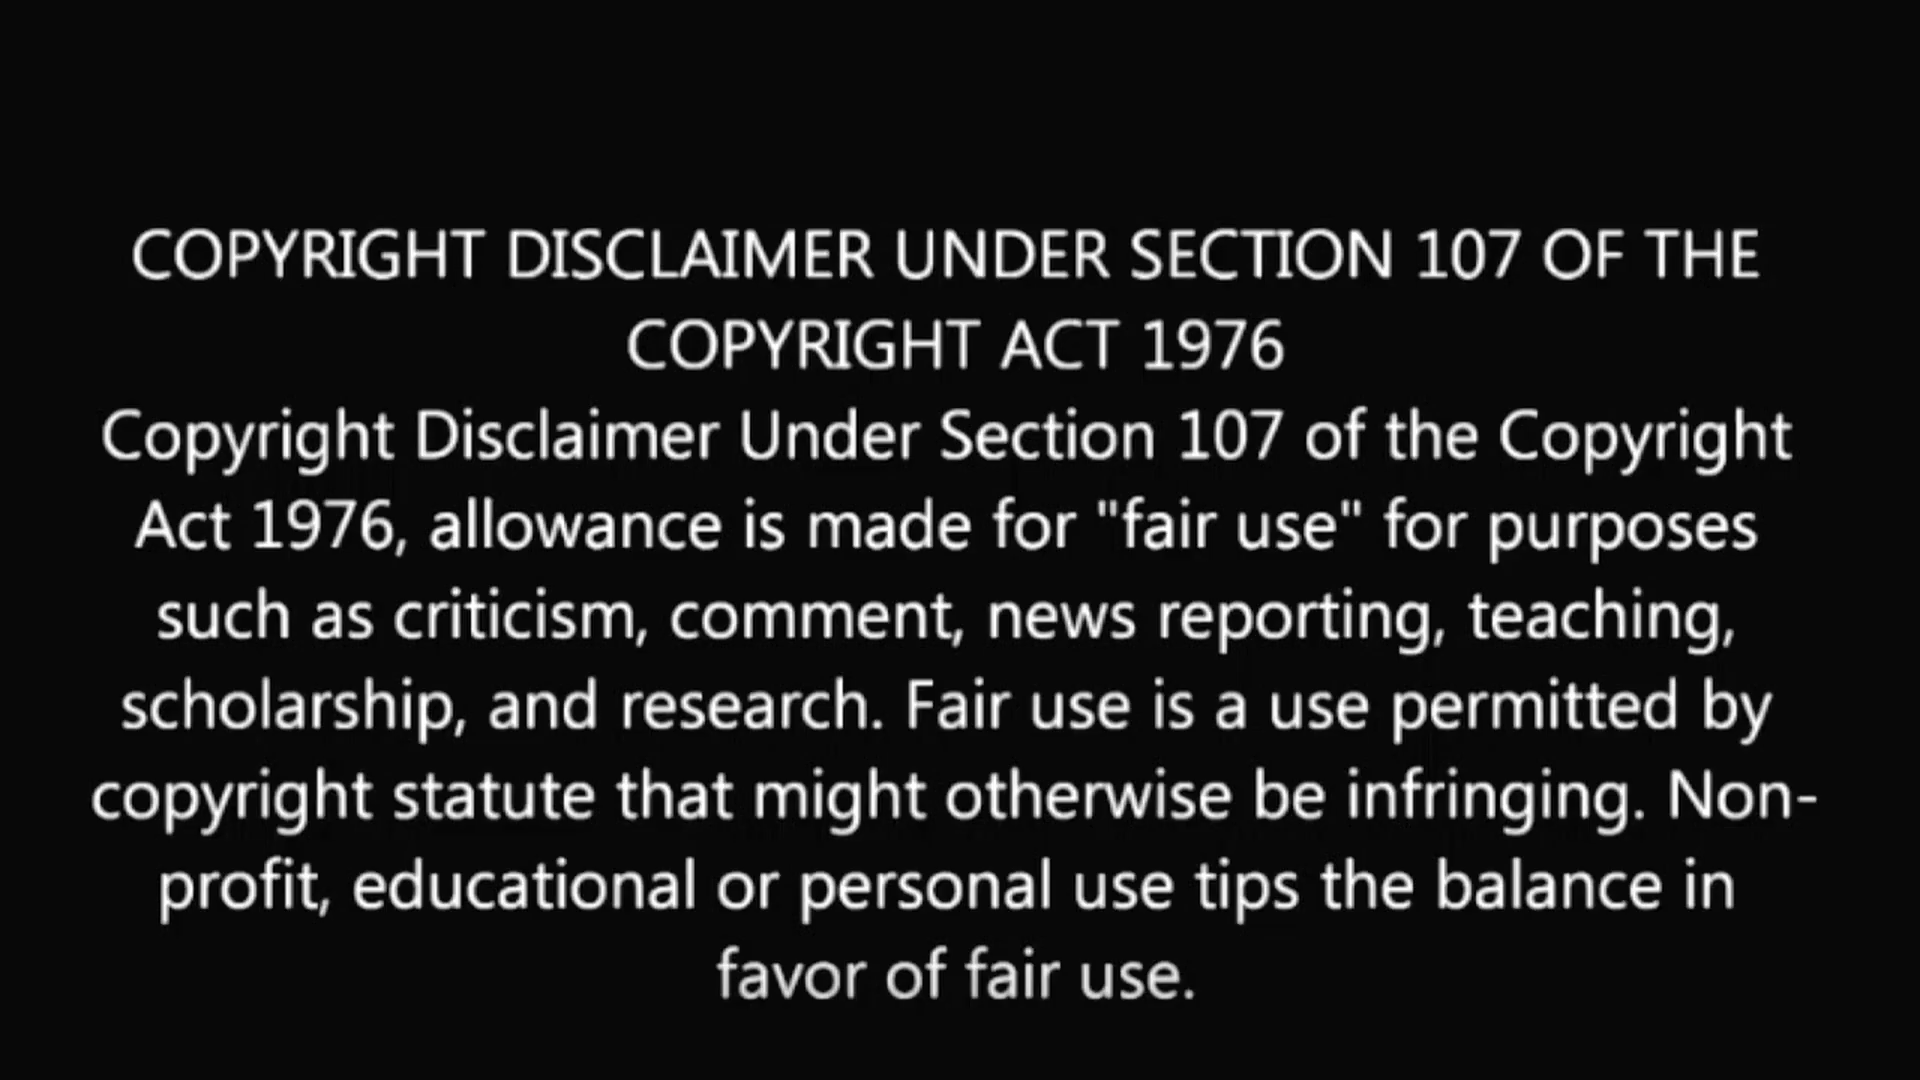 COPYRIGHT DISCLAIMER UNDER SECTION 107 OF THE
COPYRIGHT ACT 1976
Copyright Disclaimer Under Section 107 of the Copyright
Act 1976, allowance is made for "fair use" for purposes
such as criticism, comment, news reporting, teaching,
scholarship, and research. Fair use is a use permitted by
copyright statute that might otherwise be infringing. Non-
profit, educational or personal use tips the balance in
favor of fair use.